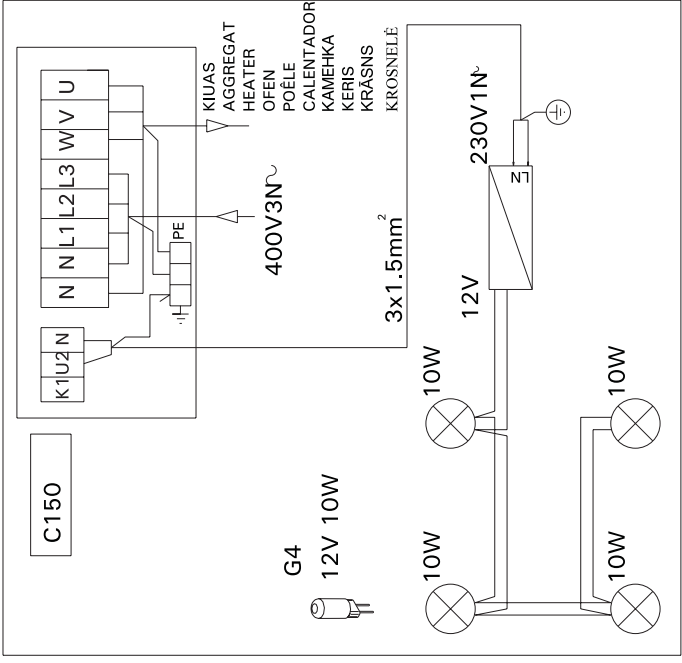 C150
K1 U2 N
N N L1 L2 L3 W V U
PE
KIUAS
AGGREGAT
HEATER
OFEN
POÊLE
CALENTADOR
КАМЕНКА
KERIS
KRĀSNS
KROSNELĖ
400V3N~
G4
12V 10W
3x1.5mm²
12V
230V1N~
LN
10W
10W
10W
10W